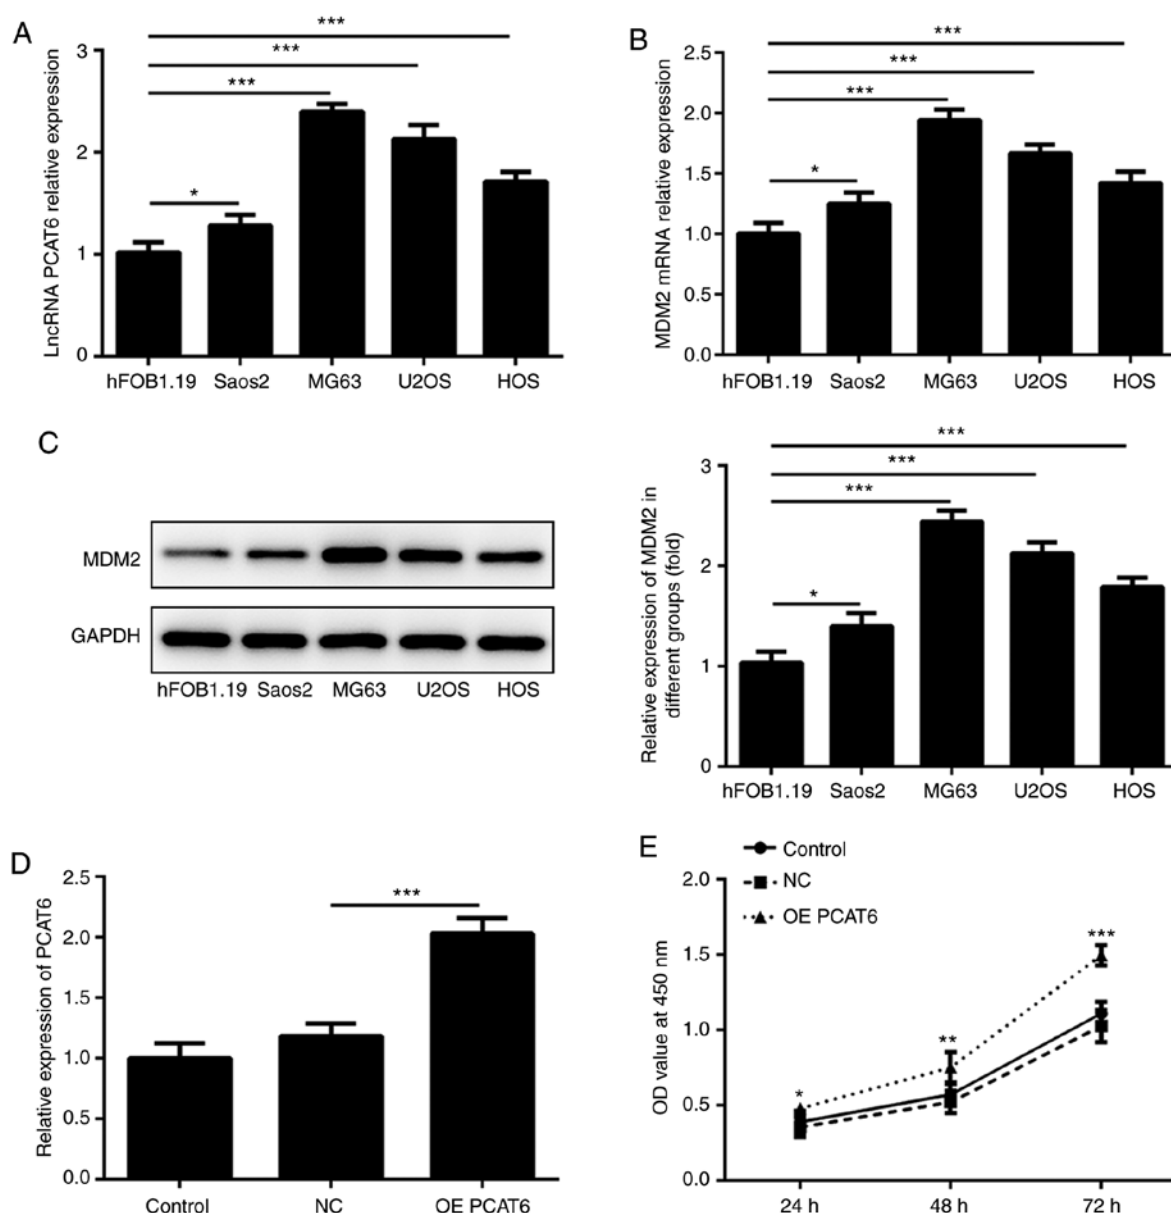 A
LncRNA PCAT6 relative expression
3
2
1
0
***
***
***
*
hFOB1.19 Saos2 MG63 U2OS HOS
B
MDM2 mRNA relative expression
2.5
2.0
1.5
1.0
0.5
0.0
***
***
***
*
hFOB1.19 Saos2 MG63 U2OS HOS
C
MDM2
GAPDH
hFOB1.19 Saos2 MG63 U2OS HOS
Relative expression of MDM2 in
different groups (fold)
3
2
1
0
***
***
***
*
hFOB1.19 Saos2 MG63 U2OS HOS
D
Relative expression of PCAT6
2.5
2.0
1.5
1.0
0.5
0.0
***
Control NC OE PCAT6
E
Control
NC
OE PCAT6
OD value at 450 nm
2.0
1.5
1.0
0.5
0.0
*
**
***
24 h 48 h 72 h